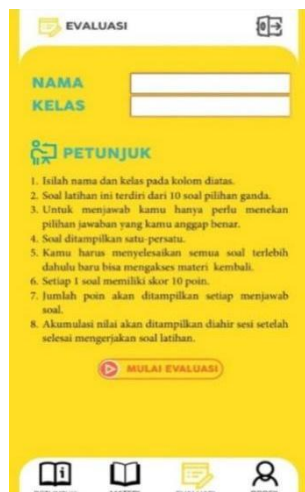 EVALUASI
NAMA
KELAS
PETUNJUK
1. Isilah nama dan kelas pada kolom diatas.
2. Soal latihan ini terdiri dari 10 soal pilihan ganda.
3. Untuk menjawab kamu hanya perlu menekan
pilihan jawaban yang kamu anggap benar.
4. Soal ditampilkan satu-persatu.
5. Kamu harus menyelesaikan semua soal terlebih
dahulu baru bisa mengakses materi kembali.
6. Setiap 1 soal memiliki skor 10 poin.
7. Jumlah poin akan ditampilkan setiap menjawab
soal.
8. Akumulasi nilai akan ditampilkan diahir sesi setelah
selesai mengerjakan soal latihan.
MULAI EVALUASI